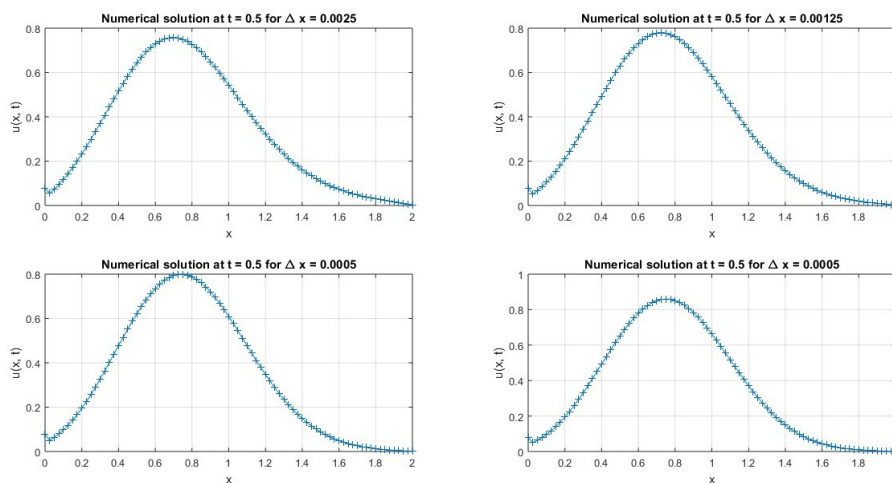 Numerical solution at t = 0.5 for Δ x = 0.0025
u(x, t)
0.8
0.6
0.4
0.2
0
0 0.2 0.4 0.6 0.8 1 1.2 1.4 1.6 1.8 2
x
Numerical solution at t = 0.5 for Δ x = 0.00125
u(x, t)
0.8
0.6
0.4
0.2
0
0 0.2 0.4 0.6 0.8 1 1.2 1.4 1.6 1.8
x
Numerical solution at t = 0.5 for Δ x = 0.0005
u(x, t)
0.8
0.6
0.4
0.2
0
0 0.2 0.4 0.6 0.8 1 1.2 1.4 1.6 1.8 2
x
Numerical solution at t = 0.5 for Δ x = 0.0005
u(x, t)
1
0.8
0.6
0.4
0.2
0
0 0.2 0.4 0.6 0.8 1 1.2 1.4 1.6 1.8
x